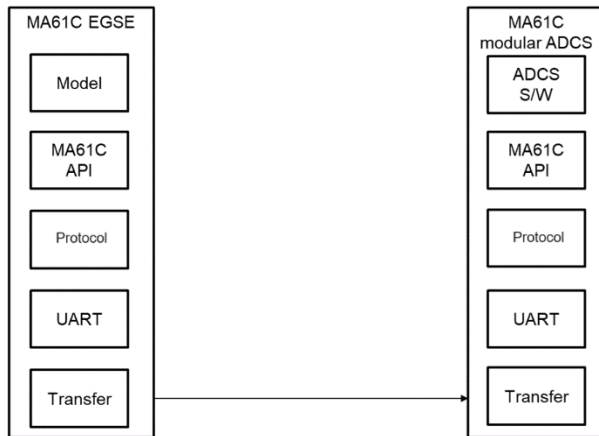 MA61C EGSE
Model
MA61C
API
Protocol
UART
Transfer
MA61C
modular ADCS
ADCS
S/W
MA61C
API
Protocol
UART
Transfer